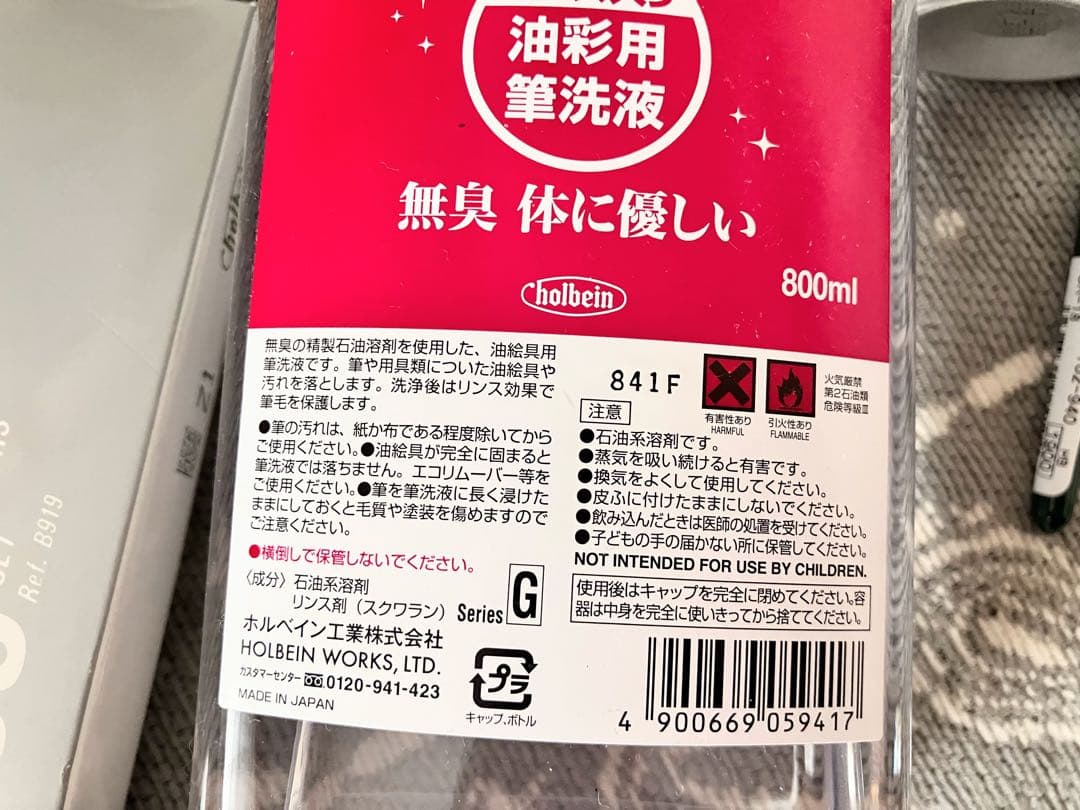 油彩用
筆洗液
無臭 体に優しい
holbein
800ml
無臭の精製石油溶剤を使用した、油絵具用
筆洗液です。筆や用具類についた油絵具や
汚れを落とします。洗浄後はリンス効果で
筆毛を保護します。
●筆の汚れは、紙か布である程度除いてから
ご使用ください。●油絵具が完全に固まると
筆洗液では落ちません。エコリムーバー等を
ご使用ください。●筆を筆洗液に長く浸けた
ままにしておくと毛質や塗装を傷めますので
ご注意ください。
●横倒しで保管しないでください。
〈成分〉石油系溶剤
リンス剤（スクワラン）
Series G
ホルベイン工業株式会社
HOLBEIN WORKS, LTD.
カスタマーセンター 0120-941-423
MADE IN JAPAN
プラ
キャップ、ボトル
841F
有害性あり
HARMFUL
引火性あり
FLAMMABLE
火気厳禁
第2石油類
危険等級Ⅲ
注意
●石油系溶剤です。
●蒸気を吸い続けると有害です。
●換気をよくして使用してください。
●皮ふに付けたままにしないでください。
●飲み込んだときは医師の処置を受けてください。
●子どもの手の届かない所に保管してください。
NOT INTENDED FOR USE BY CHILDREN.
使用後はキャップを完全に閉めてください。容
器は中身を完全に使いきってから捨ててください。
4 900669 059417
Ref. B919
SET